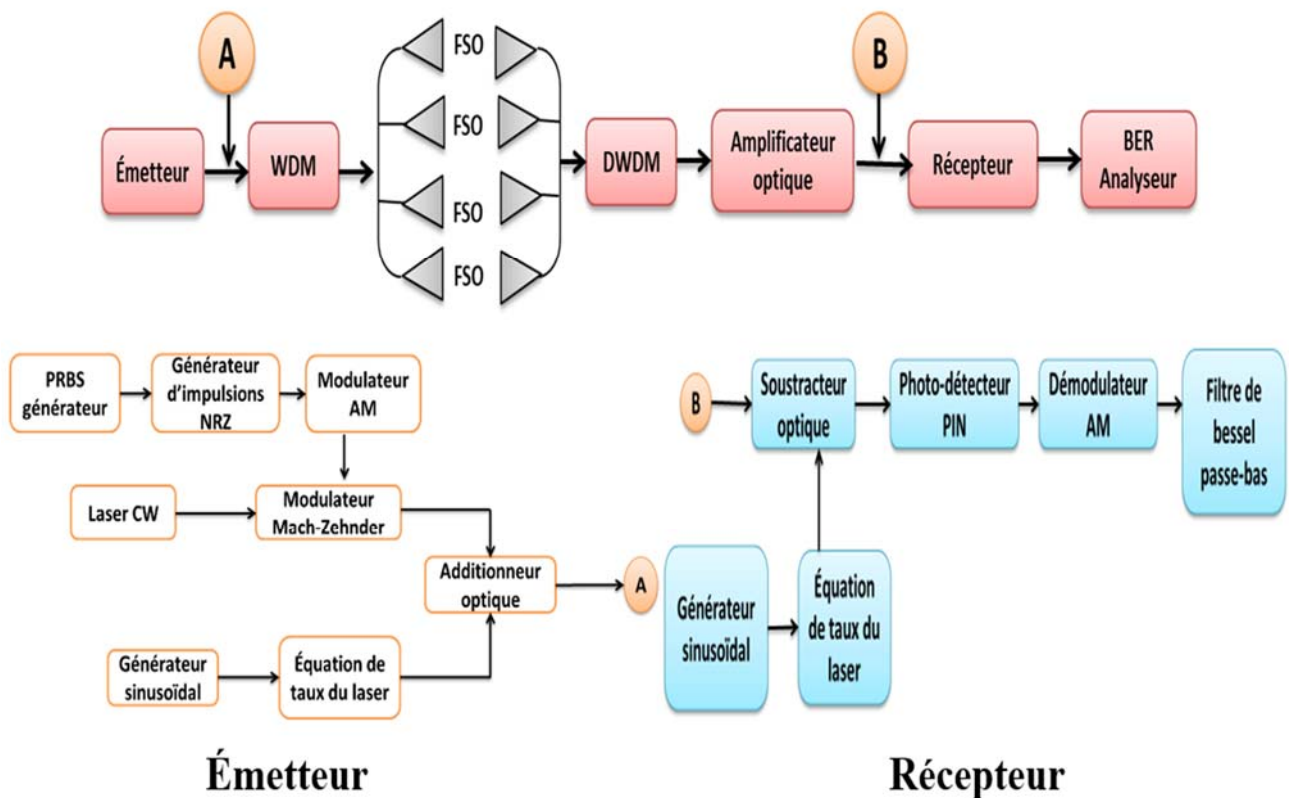 A
B
FSO
FSO
FSO
FSO
Émetteur
WDM
DWDM
Amplificateur
optique
Récepteur
BER
Analyseur
PRBS
générateur
Générateur
d'impulsions
NRZ
Modulateur
AM
Laser CW
Modulateur
Mach-Zehnder
Additionneur
optique
A
Générateur
sinusoïdal
Équation de
taux du laser
Émetteur
B
Soustracteur
optique
Photo-détecteur
PIN
Démodulateur
AM
Filtre de
bessel
passe-bas
Générateur
sinusoïdal
Équation
de taux du
laser
Récepteur